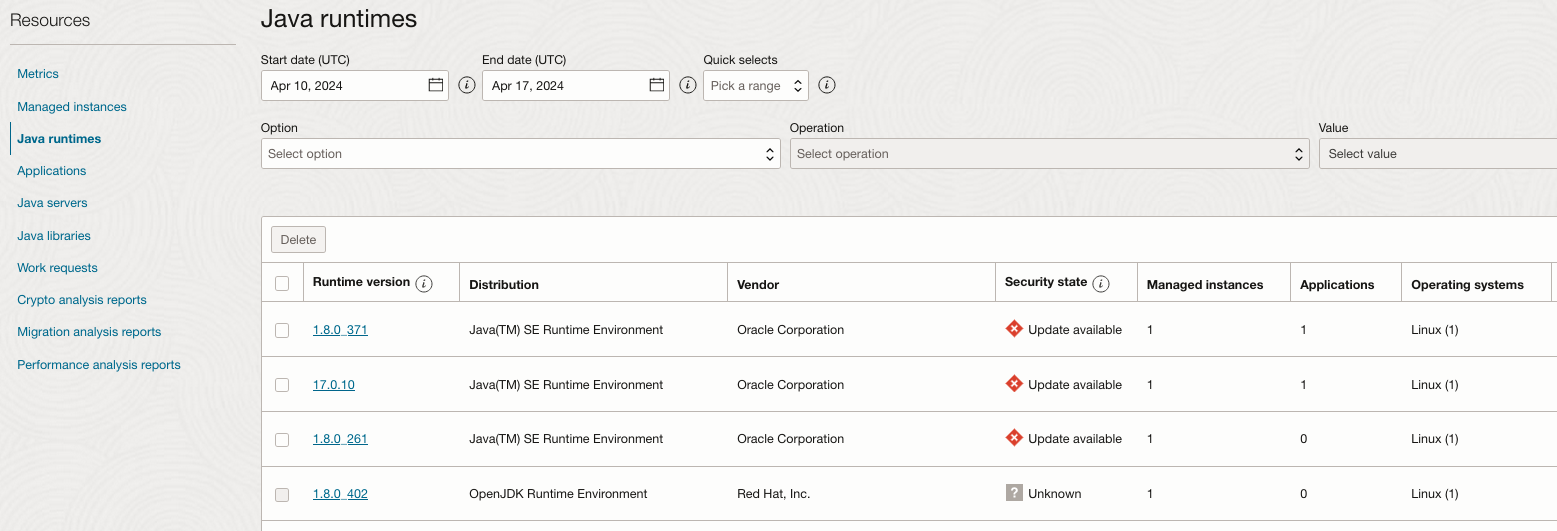 Resources
Metrics
Managed instances
Java runtimes
Applications
Java servers
Java libraries
Work requests
Crypto analysis reports
Migration analysis reports
Performance analysis reports
Java runtimes
Start date (UTC) End date (UTC) Quick selects
Apr 10, 2024 i Apr 17, 2024 i Pick a range i
Option Operation Value
Select option Select operation Select value
Delete
Runtime version i Distribution Vendor Security state i Managed instances Applications Operating systems
1.8.0_371 Java(TM) SE Runtime Environment Oracle Corporation Update available 1 1 Linux (1)
17.0.10 Java(TM) SE Runtime Environment Oracle Corporation Update available 1 1 Linux (1)
1.8.0_261 Java(TM) SE Runtime Environment Oracle Corporation Update available 1 0 Linux (1)
1.8.0_402 OpenJDK Runtime Environment Red Hat, Inc. ? Unknown 1 0 Linux (1)